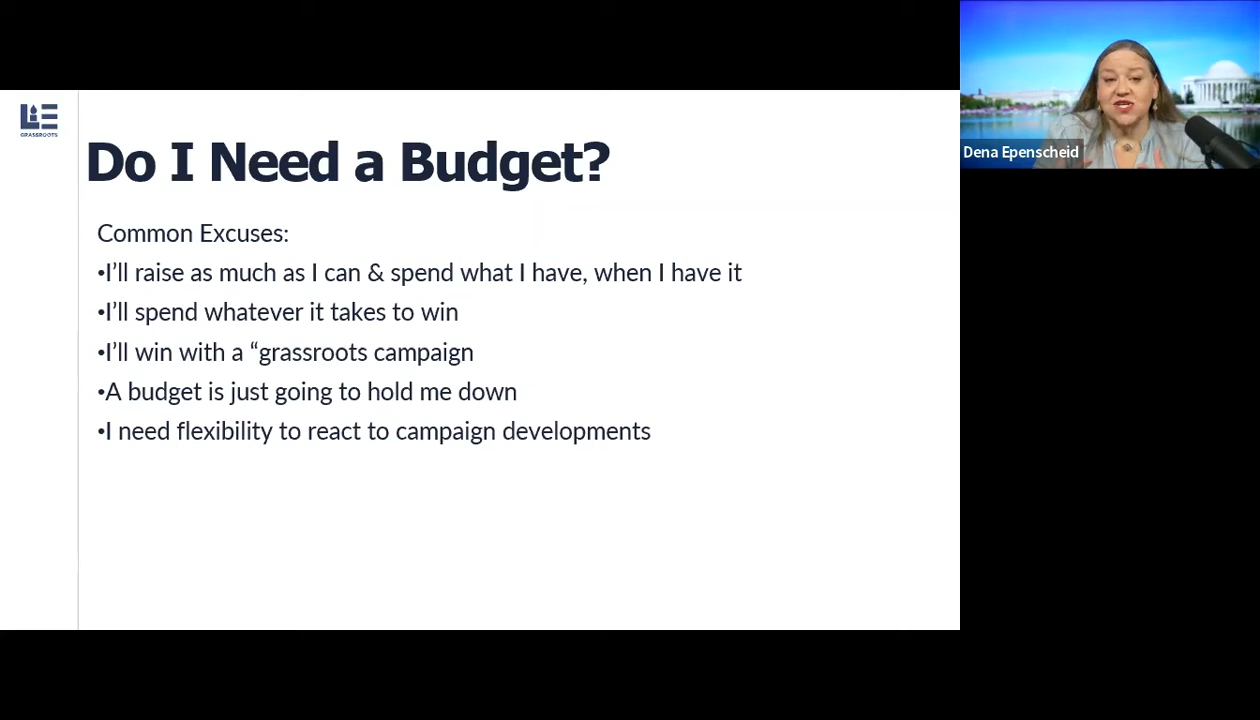 LE
GRASSROOTS
Do I Need a Budget?
Common Excuses:
•I’ll raise as much as I can & spend what I have, when I have it
•I’ll spend whatever it takes to win
•I’ll win with a “grassroots campaign
•A budget is just going to hold me down
•I need flexibility to react to campaign developments
Dena Epenscheid